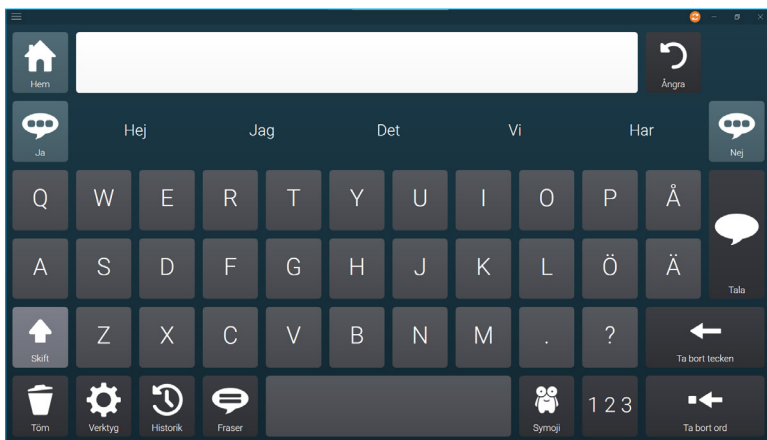 Hem
Ångra
Ja
Hej Jag Det Vi Har
Nej
Q W E R T Y U I O P Å
A S D F G H J K L Ö Ä
Tala
Skift
Z X C V B N M . ?
Ta bort tecken
Töm Verktyg Historik Fraser Symoji 1 2 3 Ta bort ord